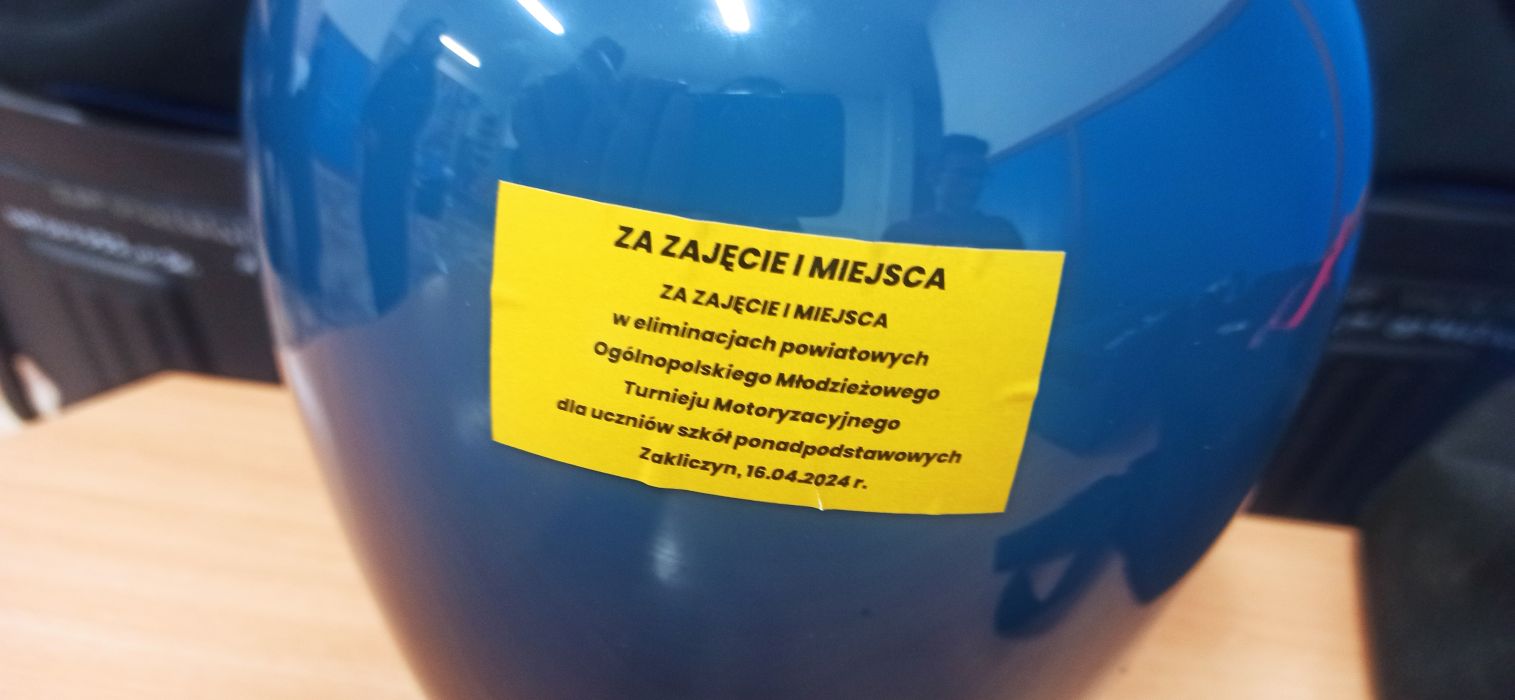 ZA ZAJĘCIE I MIEJSCA
ZA ZAJĘCIE I MIEJSCA
w eliminacjach powiatowych
Ogólnopolskiego Młodzieżowego
Turnieju Motoryzacyjnego
dla uczniów szkół ponadpodstawowych
Zakliczyn, 16.04.2024 r.